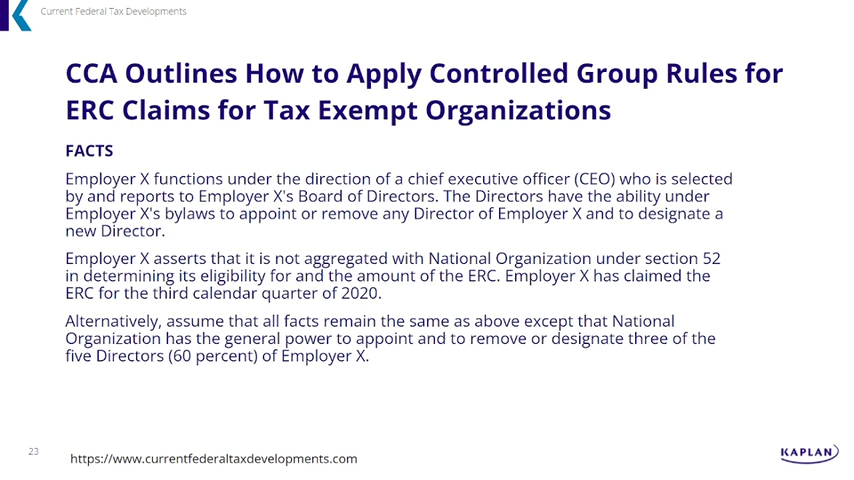 Current Federal Tax Developments
CCA Outlines How to Apply Controlled Group Rules for
ERC Claims for Tax Exempt Organizations
FACTS
Employer X functions under the direction of a chief executive officer (CEO) who is selected
by and reports to Employer X's Board of Directors. The Directors have the ability under
Employer X's bylaws to appoint or remove any Director of Employer X and to designate a
new Director.
Employer X asserts that it is not aggregated with National Organization under section 52
in determining its eligibility for and the amount of the ERC. Employer X has claimed the
ERC for the third calendar quarter of 2020.
Alternatively, assume that all facts remain the same as above except that National
Organization has the general power to appoint and to remove or designate three of the
five Directors (60 percent) of Employer X.
23
https://www.currentfederaltaxdevelopments.com
KAPLAN